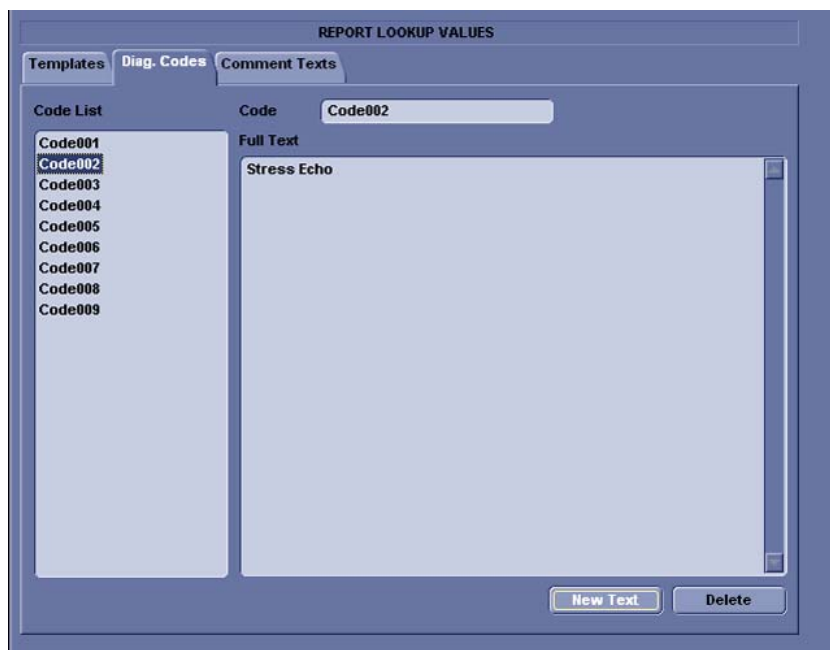 REPORT LOOKUP VALUES
Templates Diag. Codes Comment Texts
Code List Code Code002
Full Text
Code001
Code002
Code003
Code004
Code005
Code006
Code007
Code008
Code009
Stress Echo
New Text Delete